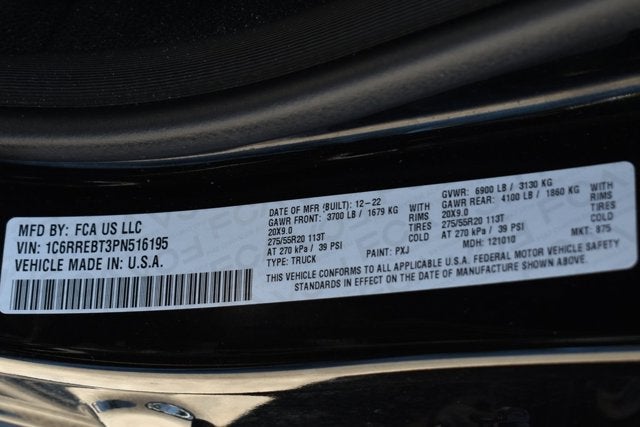 MFD BY: FCA US LLC
VIN: 1C6RREBT3PN516195
VEHICLE MADE IN: U.S.A.
DATE OF MFR (BUILT): 12-22
GAWR FRONT: 3700 LB / 1679 KG
20X9.0 WITH RIMS
275/55R20 113T TIRES
AT 270 kPa / 39 PSI COLD
TYPE: TRUCK PAINT: PXJ
GVWR: 6900 LB / 3130 KG
GAWR REAR: 4100 LB / 1860 KG
20X9.0 WITH RIMS
275/55R20 113T TIRES
AT 270 kPa / 39 PSI COLD
MDH: 121010 MKT: 875
THIS VEHICLE CONFORMS TO ALL APPLICABLE U.S.A. FEDERAL MOTOR VEHICLE SAFETY
STANDARDS IN EFFECT ON THE DATE OF MANUFACTURE SHOWN ABOVE.